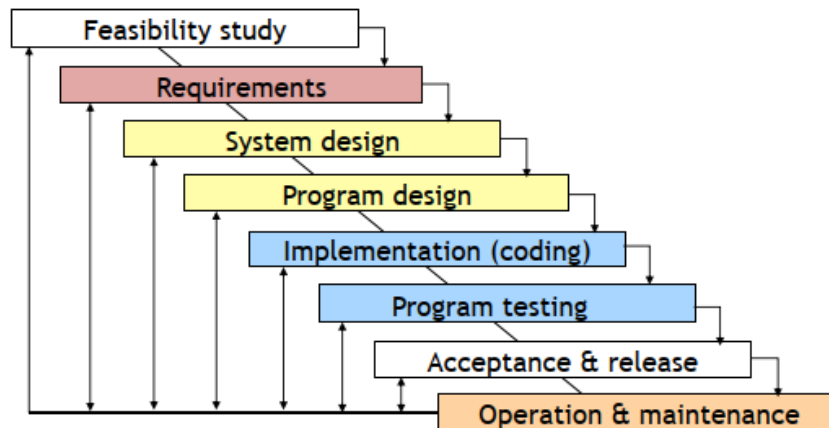 Feasibility study
Requirements
System design
Program design
Implementation (coding)
Program testing
Acceptance & release
Operation & maintenance